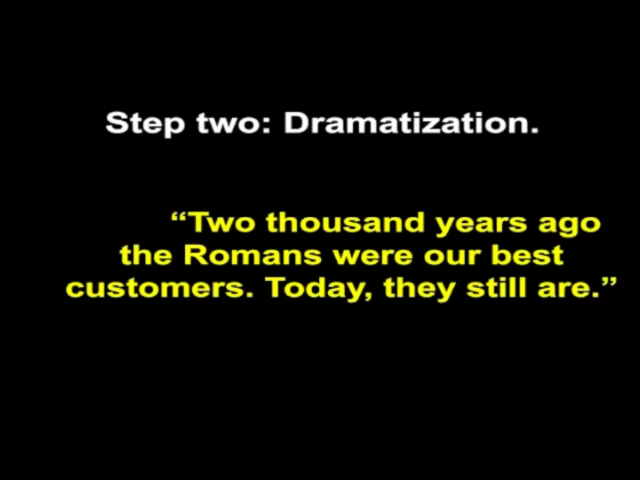 Step two: Dramatization.
“Two thousand years ago
the Romans were our best
customers. Today, they still are.”